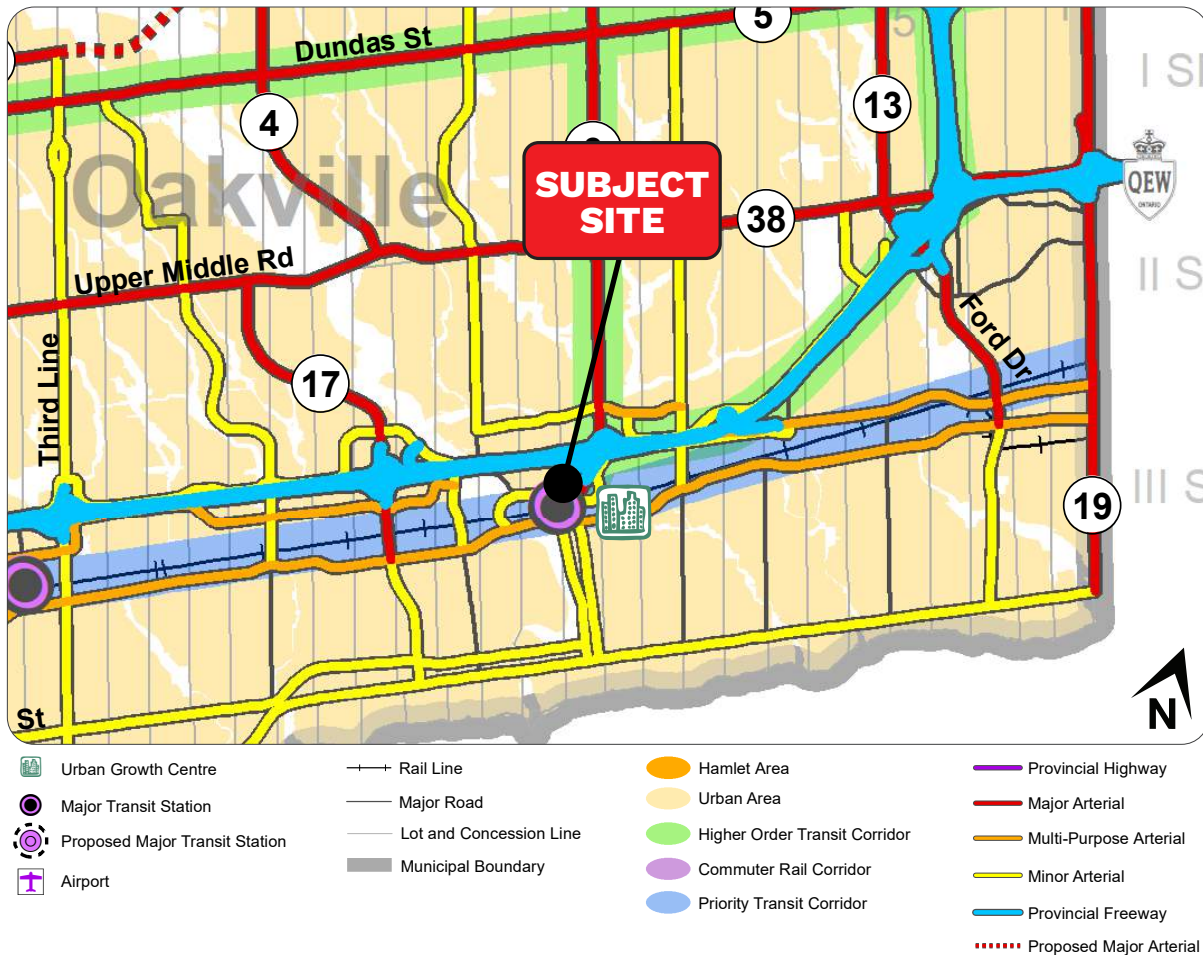 5
5
Dundas St
I S
4
13
Oakville
SUBJECT
SITE
QEW
ONTARIO
38
Upper Middle Rd
II S
Ford Dr
Third Line
17
III S
19
St
N
Urban Growth Centre
Major Transit Station
Proposed Major Transit Station
Airport
Rail Line
Major Road
Lot and Concession Line
Municipal Boundary
Hamlet Area
Urban Area
Higher Order Transit Corridor
Commuter Rail Corridor
Priority Transit Corridor
Provincial Highway
Major Arterial
Multi-Purpose Arterial
Minor Arterial
Provincial Freeway
Proposed Major Arterial